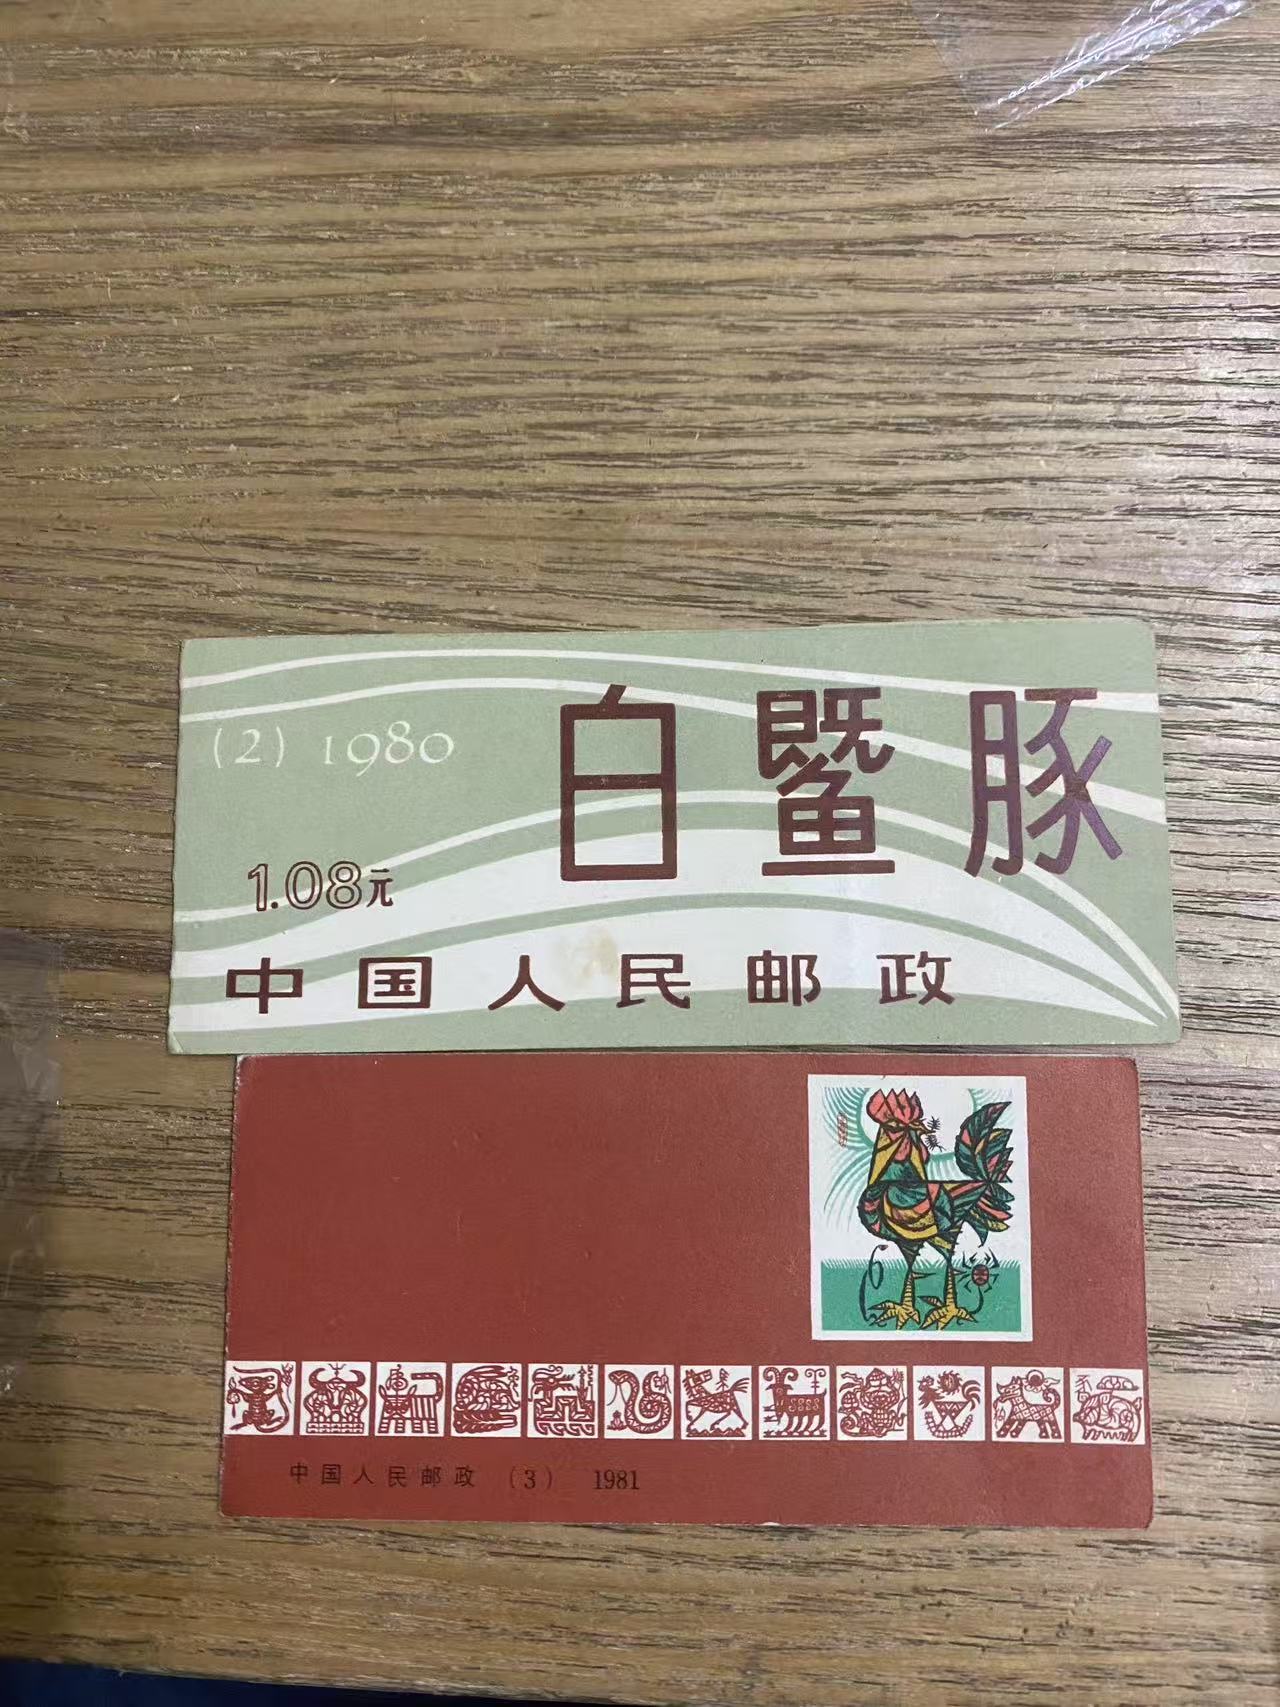 (2) 1980
白鱀豚
1.08元
中国人民邮政
中国人民邮政 (3) 1981